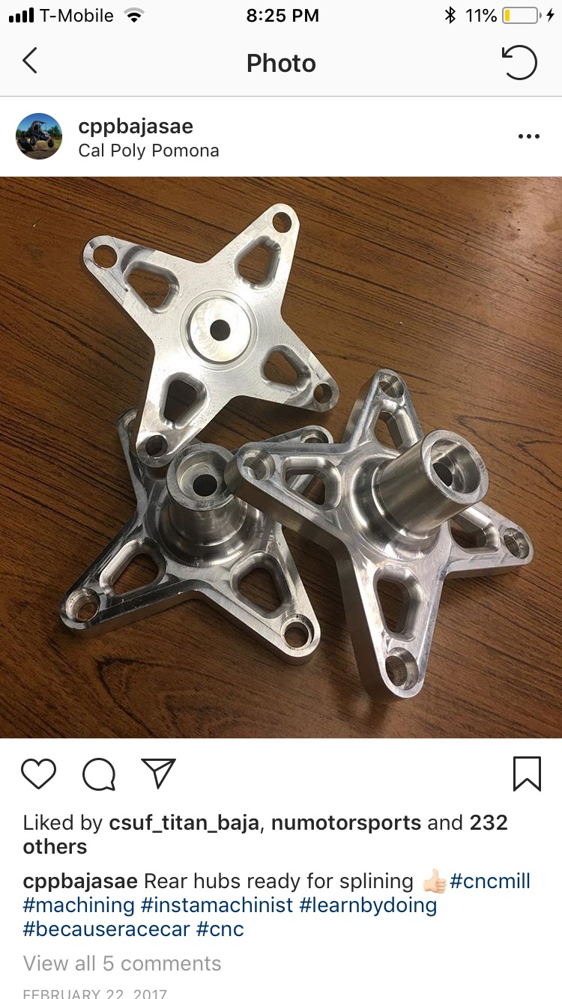 T-Mobile 8:25 PM 11%
Photo
cppbajasae
Cal Poly Pomona
Liked by csuf_titan_baja, numotorsports and 232
others
cppbajasae Rear hubs ready for splining 👍🏻#cncmill
#machining #instamachinist #learnbydoing
#becauseracecar #cnc
View all 5 comments
FEBRUARY 22, 2017